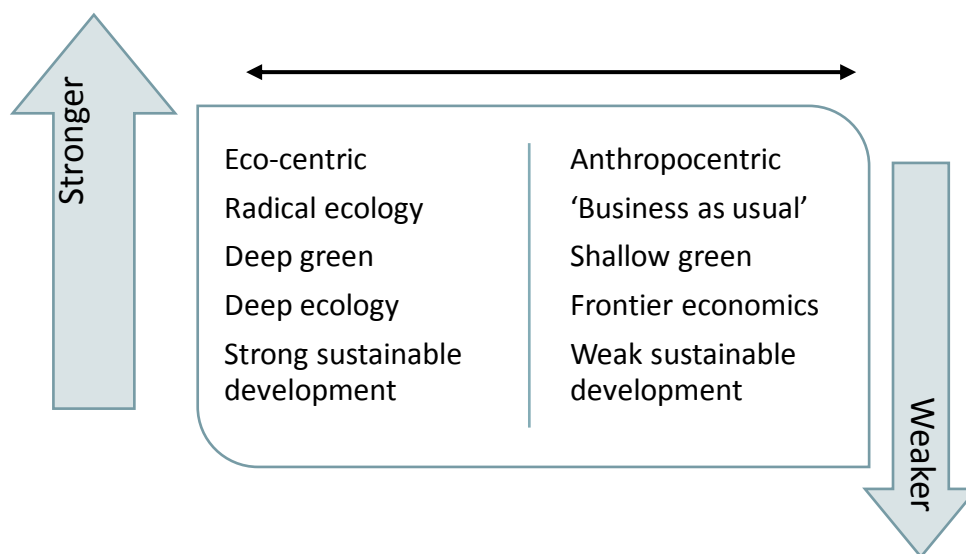 Stronger
Eco-centric
Radical ecology
Deep green
Deep ecology
Strong sustainable
development
Anthropocentric
‘Business as usual’
Shallow green
Frontier economics
Weak sustainable
development
Weaker